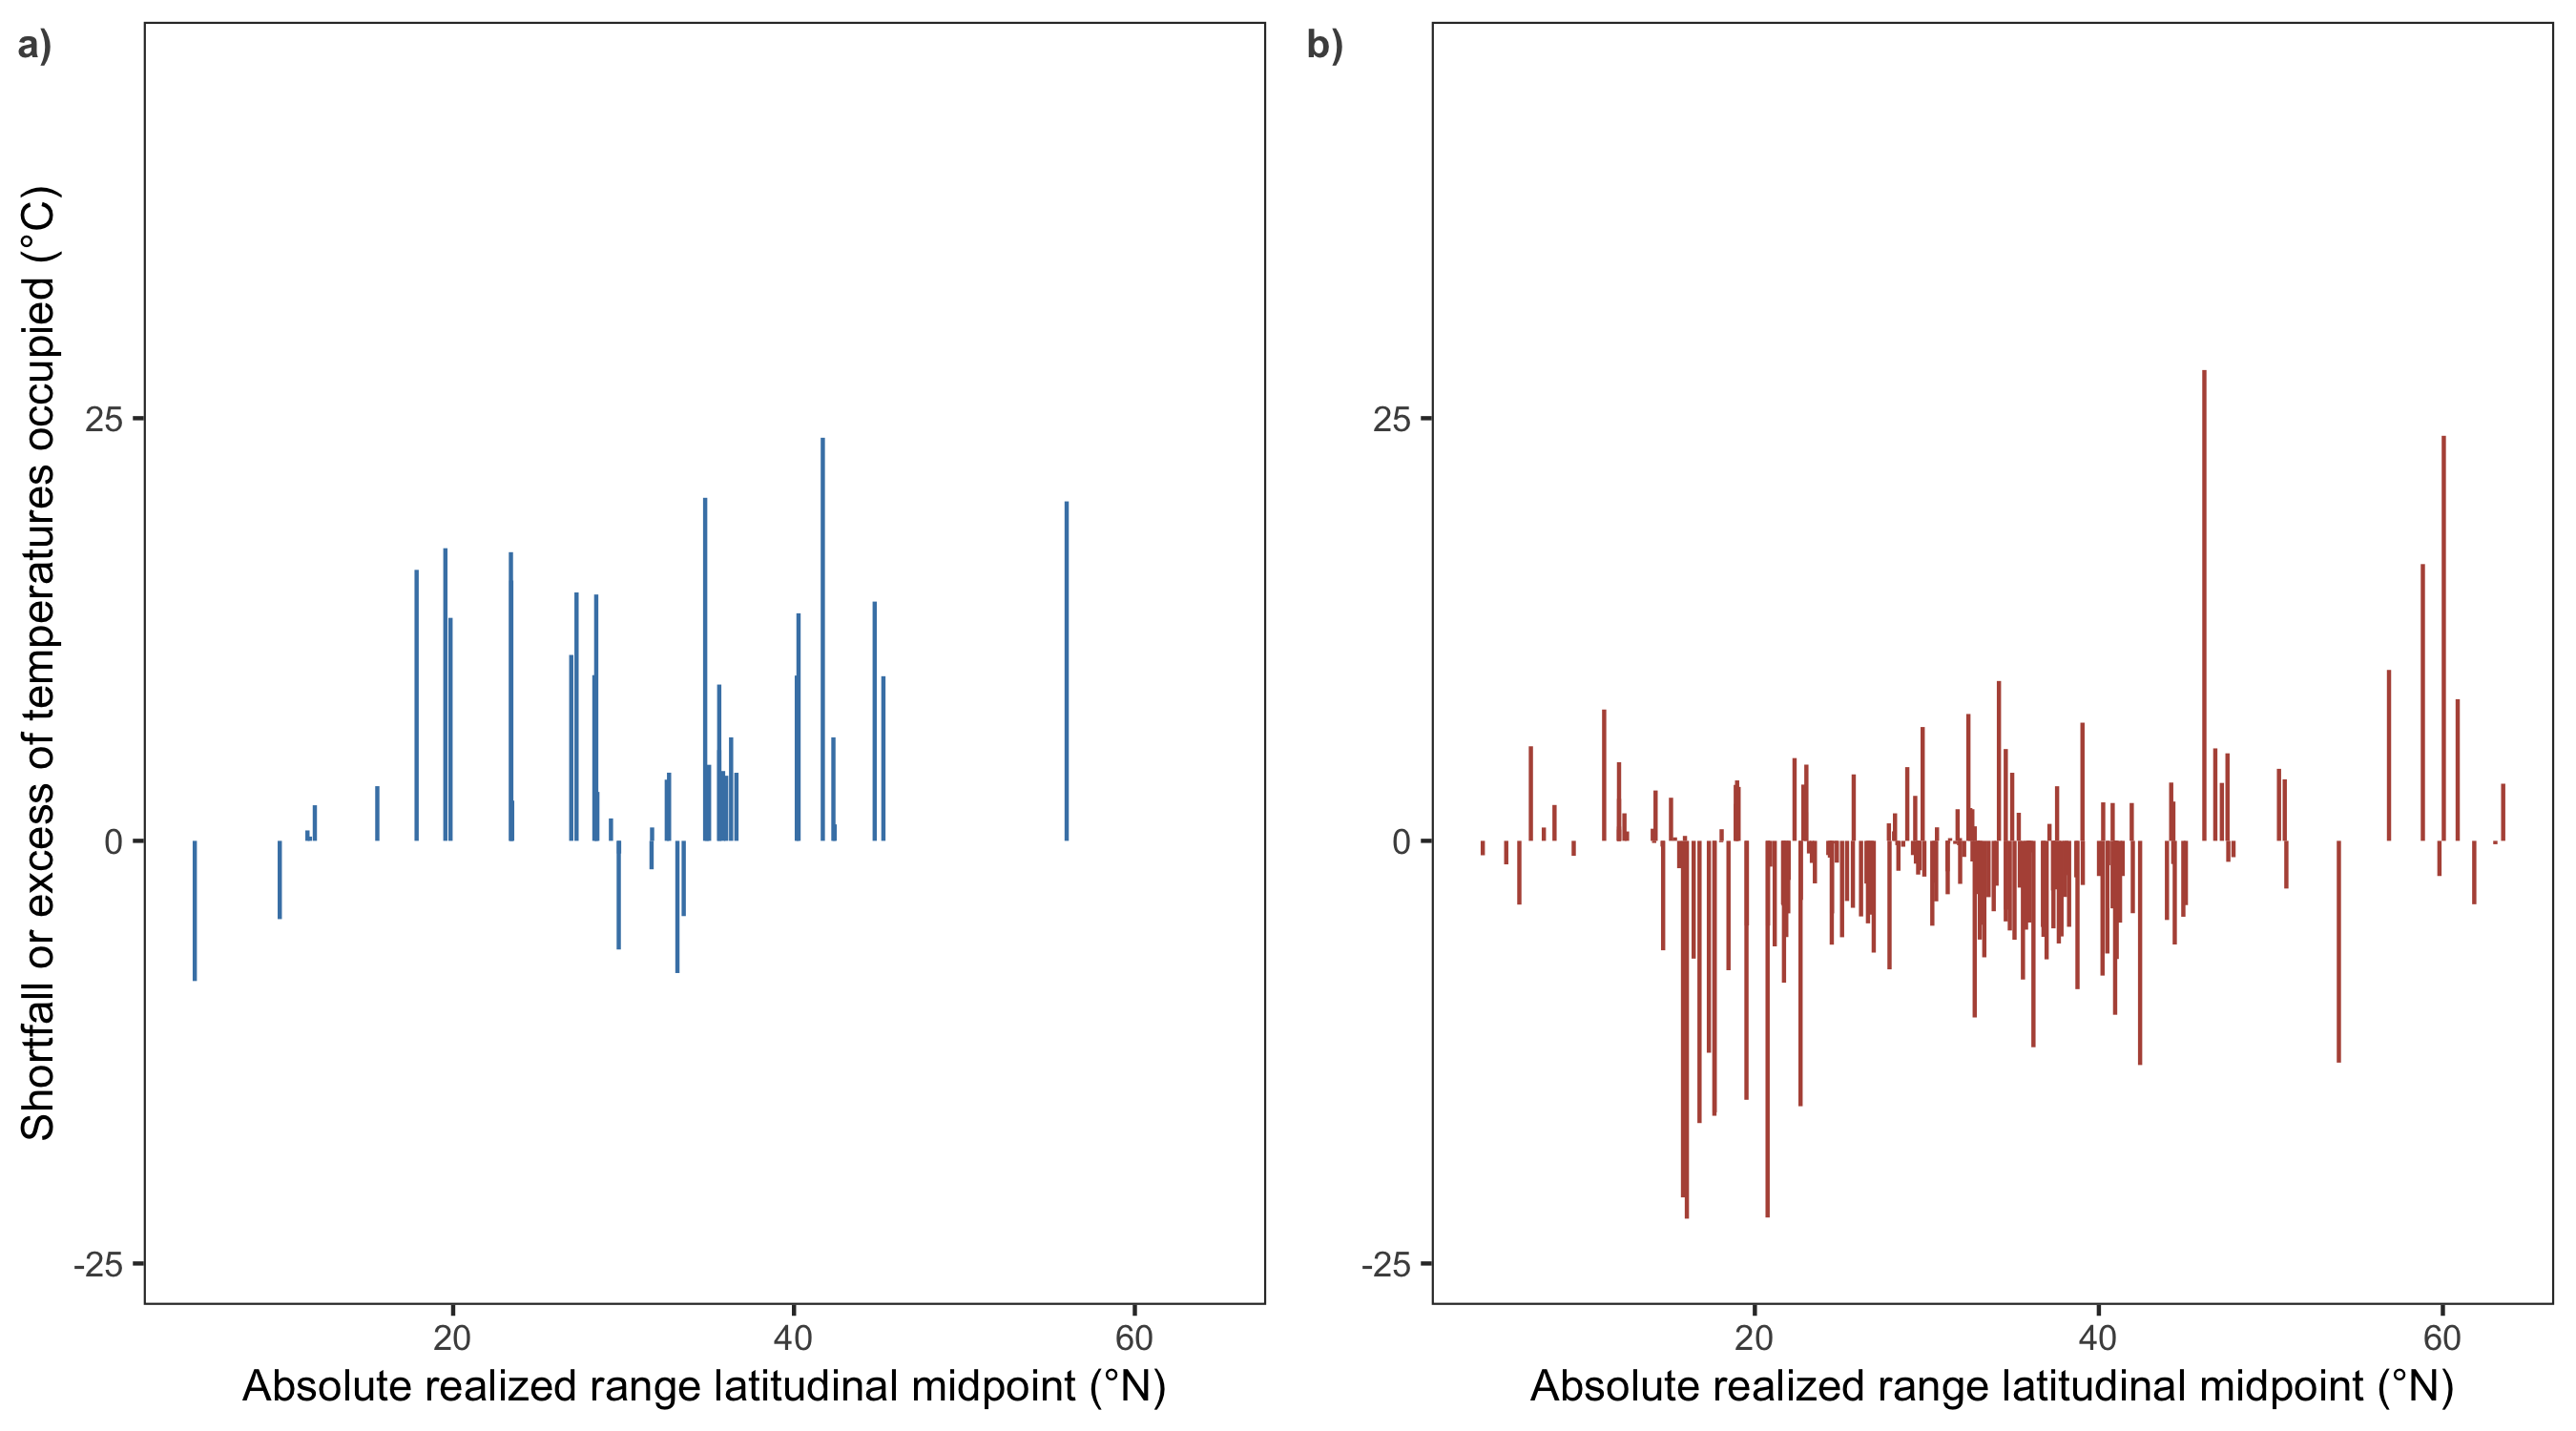 a)
Shortfall or excess of temperatures occupied (°C)
25
0
-25
20 40 60
Absolute realized range latitudinal midpoint (°N)
b)
25
0
-25
20 40 60
Absolute realized range latitudinal midpoint (°N)